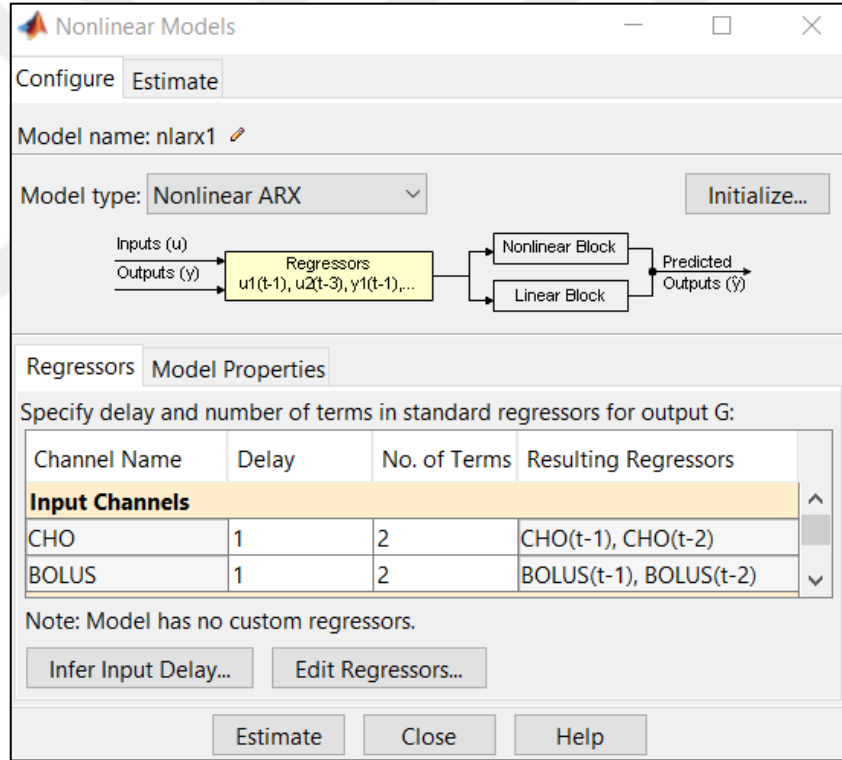 Nonlinear Models
Configure Estimate
Model name: nlarx1
Model type: Nonlinear ARX Initialize...
Inputs (u)
Outputs (y)
Regressors
u1(t-1), u2(t-3), y1(t-1),...
Nonlinear Block
Linear Block
Predicted
Outputs (ŷ)
Regressors Model Properties
Specify delay and number of terms in standard regressors for output G:
Channel Name Delay No. of Terms Resulting Regressors
Input Channels
CHO 1 2 CHO(t-1), CHO(t-2)
BOLUS 1 2 BOLUS(t-1), BOLUS(t-2)
Note: Model has no custom regressors.
Infer Input Delay... Edit Regressors...
Estimate Close Help